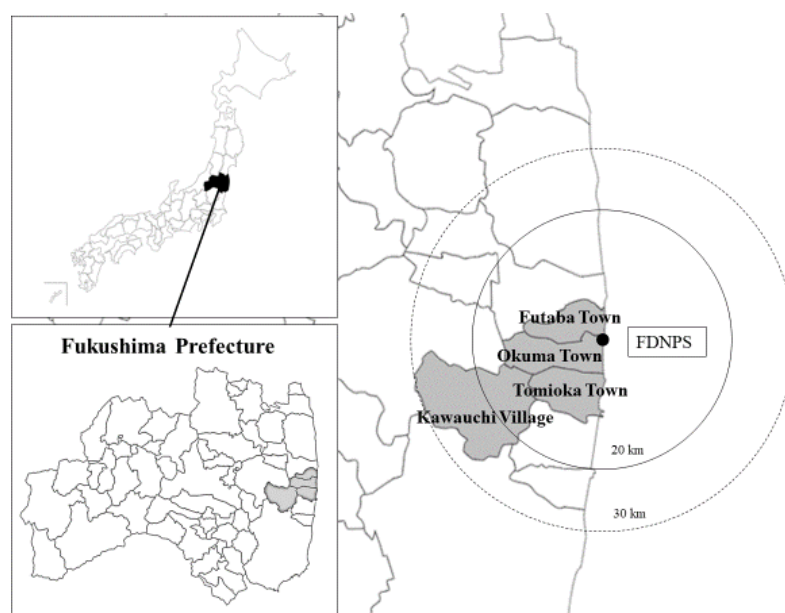 Fukushima Prefecture
Futaba Town
Okuma Town
FDNPS
Tomioka Town
Kawauchi Village
20 km
30 km